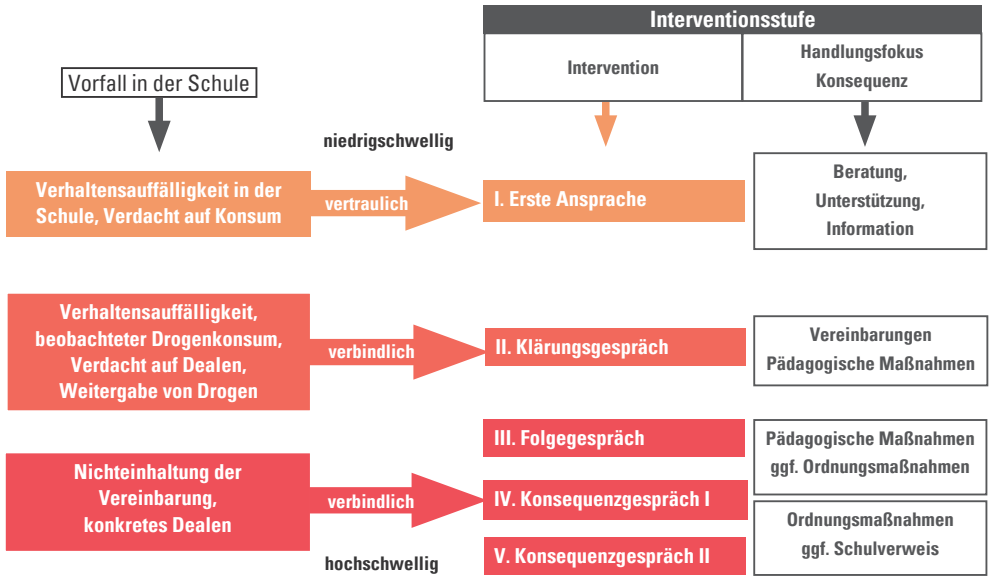 Interventionsstufe
Intervention
Handlungsfokus
Konsequenz
Vorfall in der Schule
niedrigschwellig
Verhaltensauffälligkeit in der
Schule, Verdacht auf Konsum
vertraulich
I. Erste Ansprache
Beratung,
Unterstützung,
Information
Verhaltensauffälligkeit,
beobachteter Drogenkonsum,
Verdacht auf Dealen,
Weitergabe von Drogen
verbindlich
II. Klärungsgespräch
Vereinbarungen
Pädagogische Maßnahmen
Nichteinhaltung der
Vereinbarung,
konkretes Dealen
verbindlich
hochschwellig
III. Folgegespräch
IV. Konsequenzgespräch I
V. Konsequenzgespräch II
Pädagogische Maßnahmen
ggf. Ordnungsmaßnahmen
Ordnungsmaßnahmen
ggf. Schulverweis